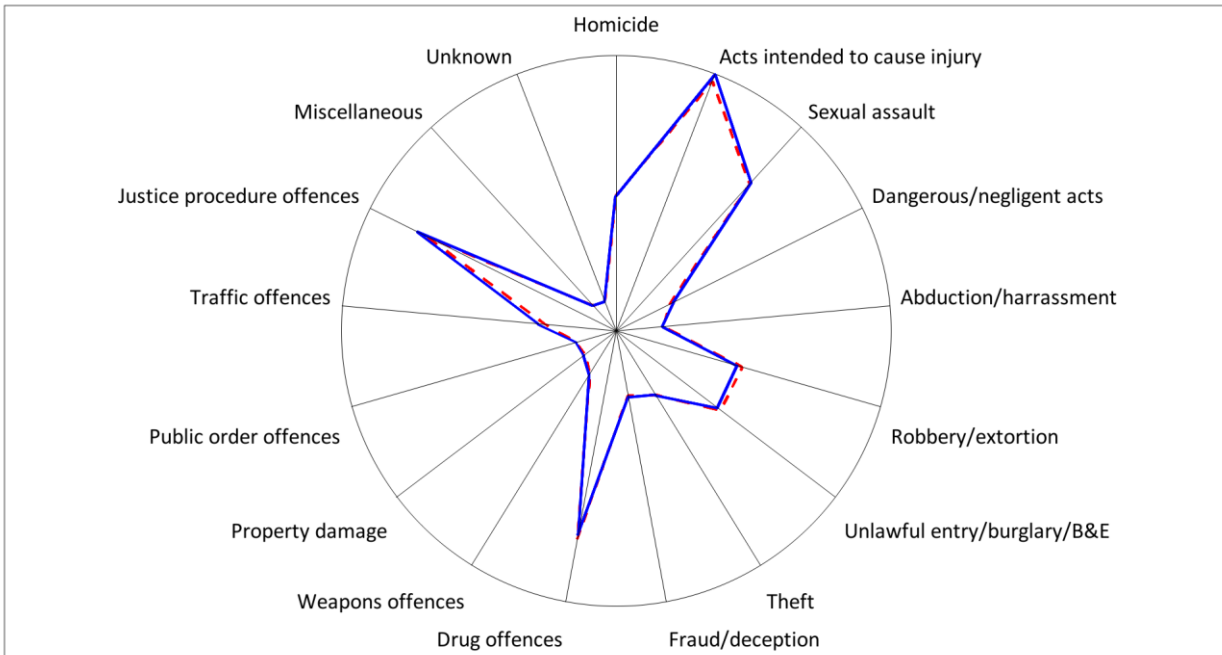 Homicide
Acts intended to cause injury
Sexual assault
Dangerous/negligent acts
Abduction/harrassment
Robbery/extortion
Unlawful entry/burglary/B&E
Theft
Fraud/deception
Drug offences
Weapons offences
Property damage
Public order offences
Traffic offences
Justice procedure offences
Miscellaneous
Unknown